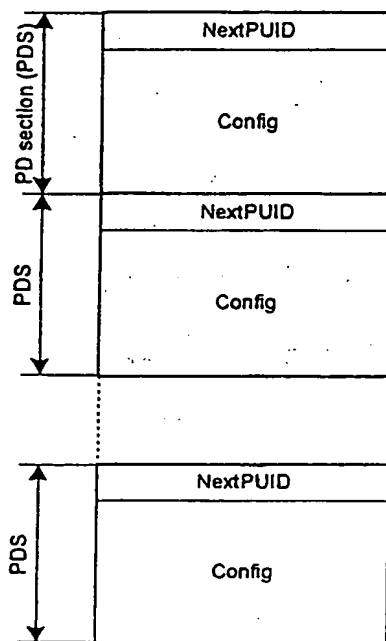 PD section (PDS)
NextPUID
Config
PDS
NextPUID
Config
PDS
NextPUID
Config